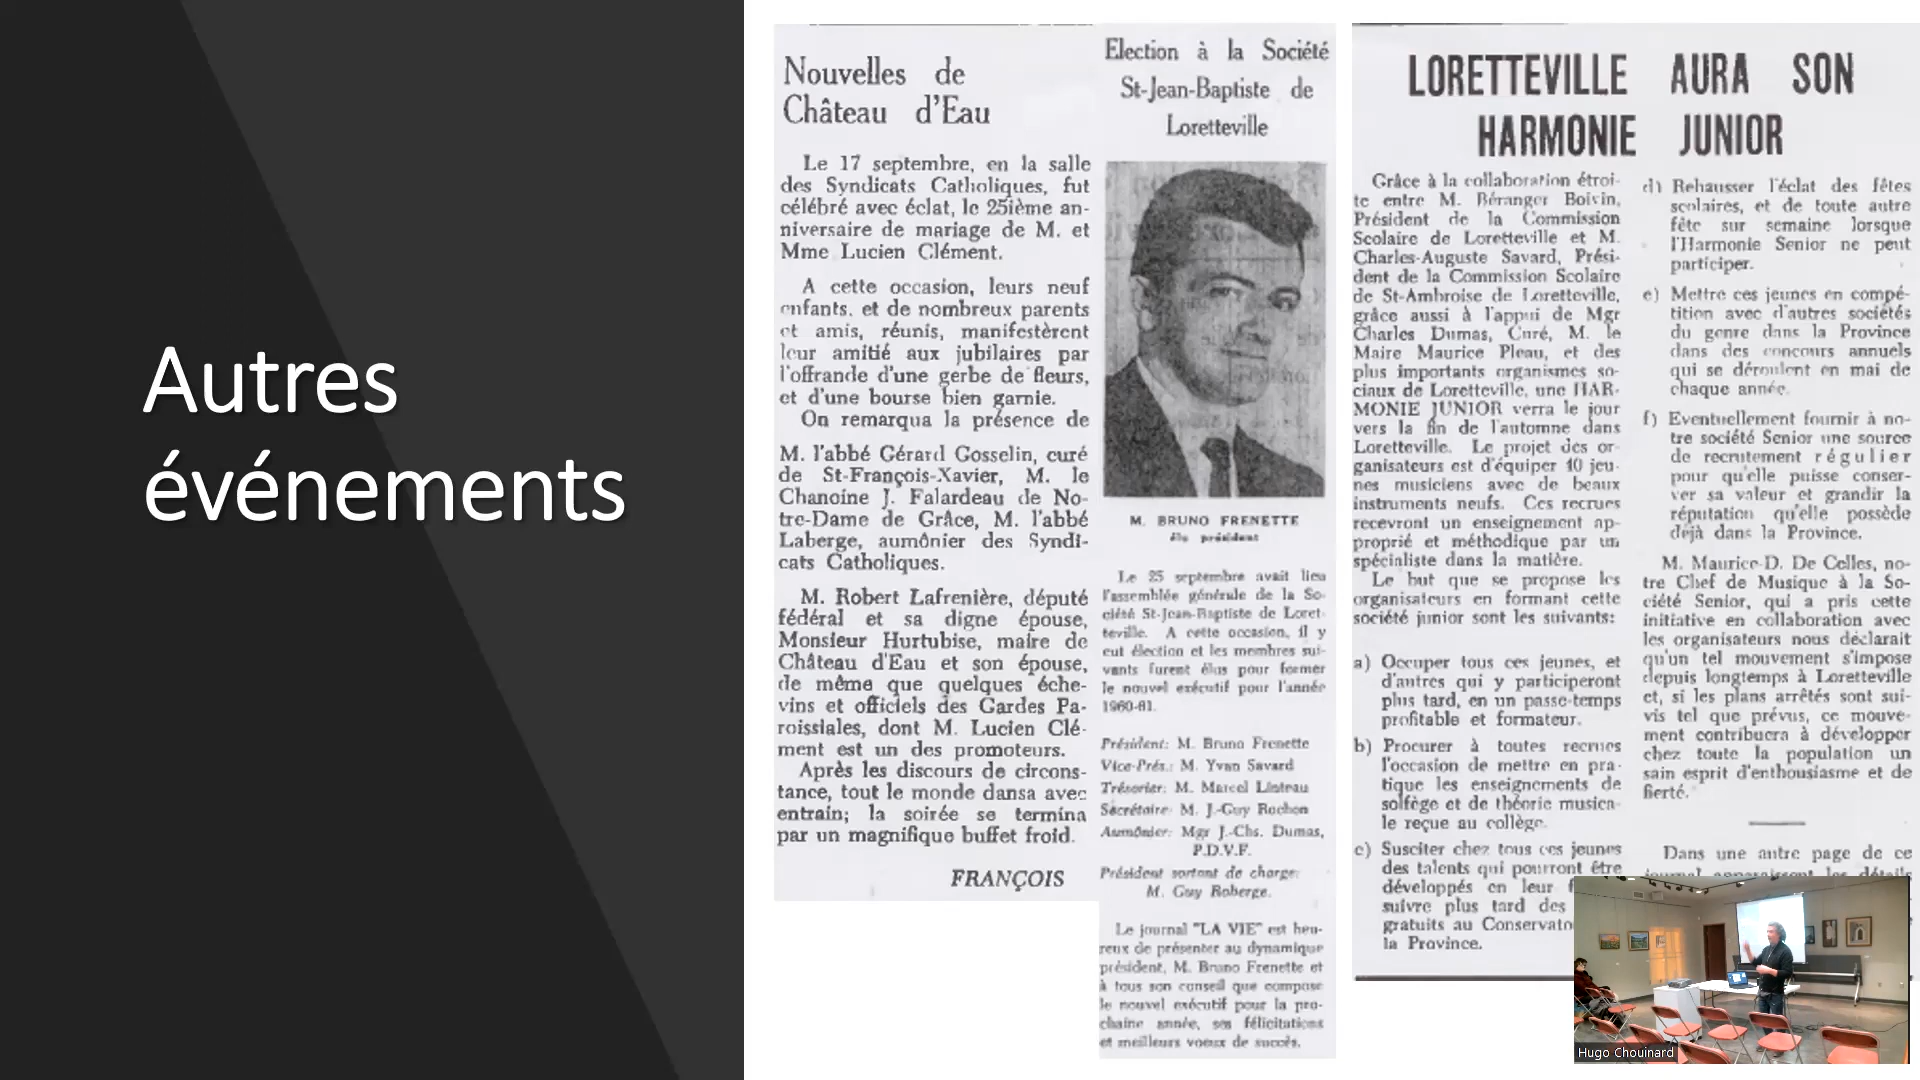 Autres
événements
Nouvelles de
Château d'Eau
Le 17 septembre, en la salle
des Syndicats Catholiques, fut
célébré avec éclat, le 25ième an-
niversaire de mariage de M. et
Mme Lucien Clément.
A cette occasion, leurs neuf
enfants, et de nombreux parents
et amis, réunis, manifestèrent
leur amitié aux jubilaires par
l'offrande d'une gerbe de fleurs,
et d'une bourse bien garnie.
On remarqua la présence de
M. l'abbé Gérard Gosselin, curé
de St-François-Xavier, M. le
Chanoine J. Falardeau de No-
tre-Dame de Grâce, M. l'abbé
Laberge, aumônier des Syndi-
cats Catholiques.
M. Robert Lafrenière, député
fédéral et sa digne épouse,
Monsieur Hurtubise, maire de
Château d'Eau et son épouse,
de même que quelques éche-
vins et officiels des Gardes Pa-
roissiales, dont M. Lucien Clé-
ment est un des promoteurs.
Après les discours de circons-
tance, tout le monde dansa avec
entrain; la soirée se termina
par un magnifique buffet froid.
FRANÇOIS
Election à la Société
St-Jean-Baptiste de
Loretteville
M. BRUNO FRENETTE
élu président
Le 25 septembre avait lieu
l'assemblée générale de la So-
ciété St-Jean-Baptiste de Loret-
teville. A cette occasion, il y
eut élection et les membres sui-
vants furent élus pour former
le nouvel exécutif pour l'année
1960-61.
Président: M. Bruno Frenette
Vice-Prés.: M. Yvan Savard
Trésorier: M. Marcel Linteau
Secrétaire: M. J.-Guy Rochon
Aumônier: Mgr J.-Chs. Dumas,
P.D.V.F.
Président sortant de charge:
M. Guy Roberge.
Le journal "LA VIE" est heu-
reux de présenter au dynamique
président, M. Bruno Frenette et
à tous son conseil que compose
le nouvel exécutif pour la pro-
chaine année, ses félicitations
et meilleurs voeux de succès.
LORETTEVILLE AURA SON
HARMONIE JUNIOR
Grâce à la collaboration étroi-
te entre M. Béranger Boivin,
Président de la Commission
Scolaire de Loretteville et M.
Charles-Auguste Savard, Prési-
dent de la Commission Scolaire
de St-Ambroise de Loretteville,
grâce aussi à l'appui de Mgr
Charles Dumas, Curé, M. le
Maire Maurice Pleau, et des
plus importants organismes so-
ciaux de Loretteville, une HAR-
MONIE JUNIOR verra le jour
vers la fin de l'automne dans
Loretteville. Le projet des or-
ganisateurs est d'équiper 40 jeu-
nes musiciens avec de beaux
instruments neufs. Ces recrues
recevront un enseignement ap-
proprié et méthodique par un
spécialiste dans la matière.
Le but que se propose les
organisateurs en formant cette
société junior sont les suivants:
a) Occuper tous ces jeunes, et
d'autres qui y participeront
plus tard, en un passe-temps
profitable et formateur.
b) Procurer à toutes recrues
l'occasion de mettre en pra-
tique les enseignements de
solfège et de théorie musica-
le reçue au collège.
c) Susciter chez tous ces jeunes
des talents qui pourront être
développés en leur
suivre plus tard des
gratuits au
la Province.
d) Rehausser l'éclat des fêtes
scolaires, et de toute autre
fête sur semaine lorsque
l'Harmonie Senior ne peut
participer.
e) Mettre ces jeunes en compé-
tition avec d'autres sociétés
du genre dans la Province
dans des concours annuels
qui se déroulent en mai de
chaque année.
f) Eventuellement fournir à no-
tre société Senior une source
de recrutement régulier
pour qu'elle puisse conser-
ver sa valeur et grandir la
réputation qu'elle possède
déjà dans la Province.
M. Maurice-D. De Celles, no-
tre Chef de Musique à la So-
ciété Senior, qui a pris cette
initiative en collaboration avec
les organisateurs nous déclarait
qu'un tel mouvement s'impose
depuis longtemps à Loretteville
et, si les plans arrêtés sont sui-
vis tel que prévus, ce mouve-
ment contribuera à développer
chez toute la population un
sain esprit d'enthousiasme et de
fierté.
Dans une autre page de ce
Hugo Chouinard